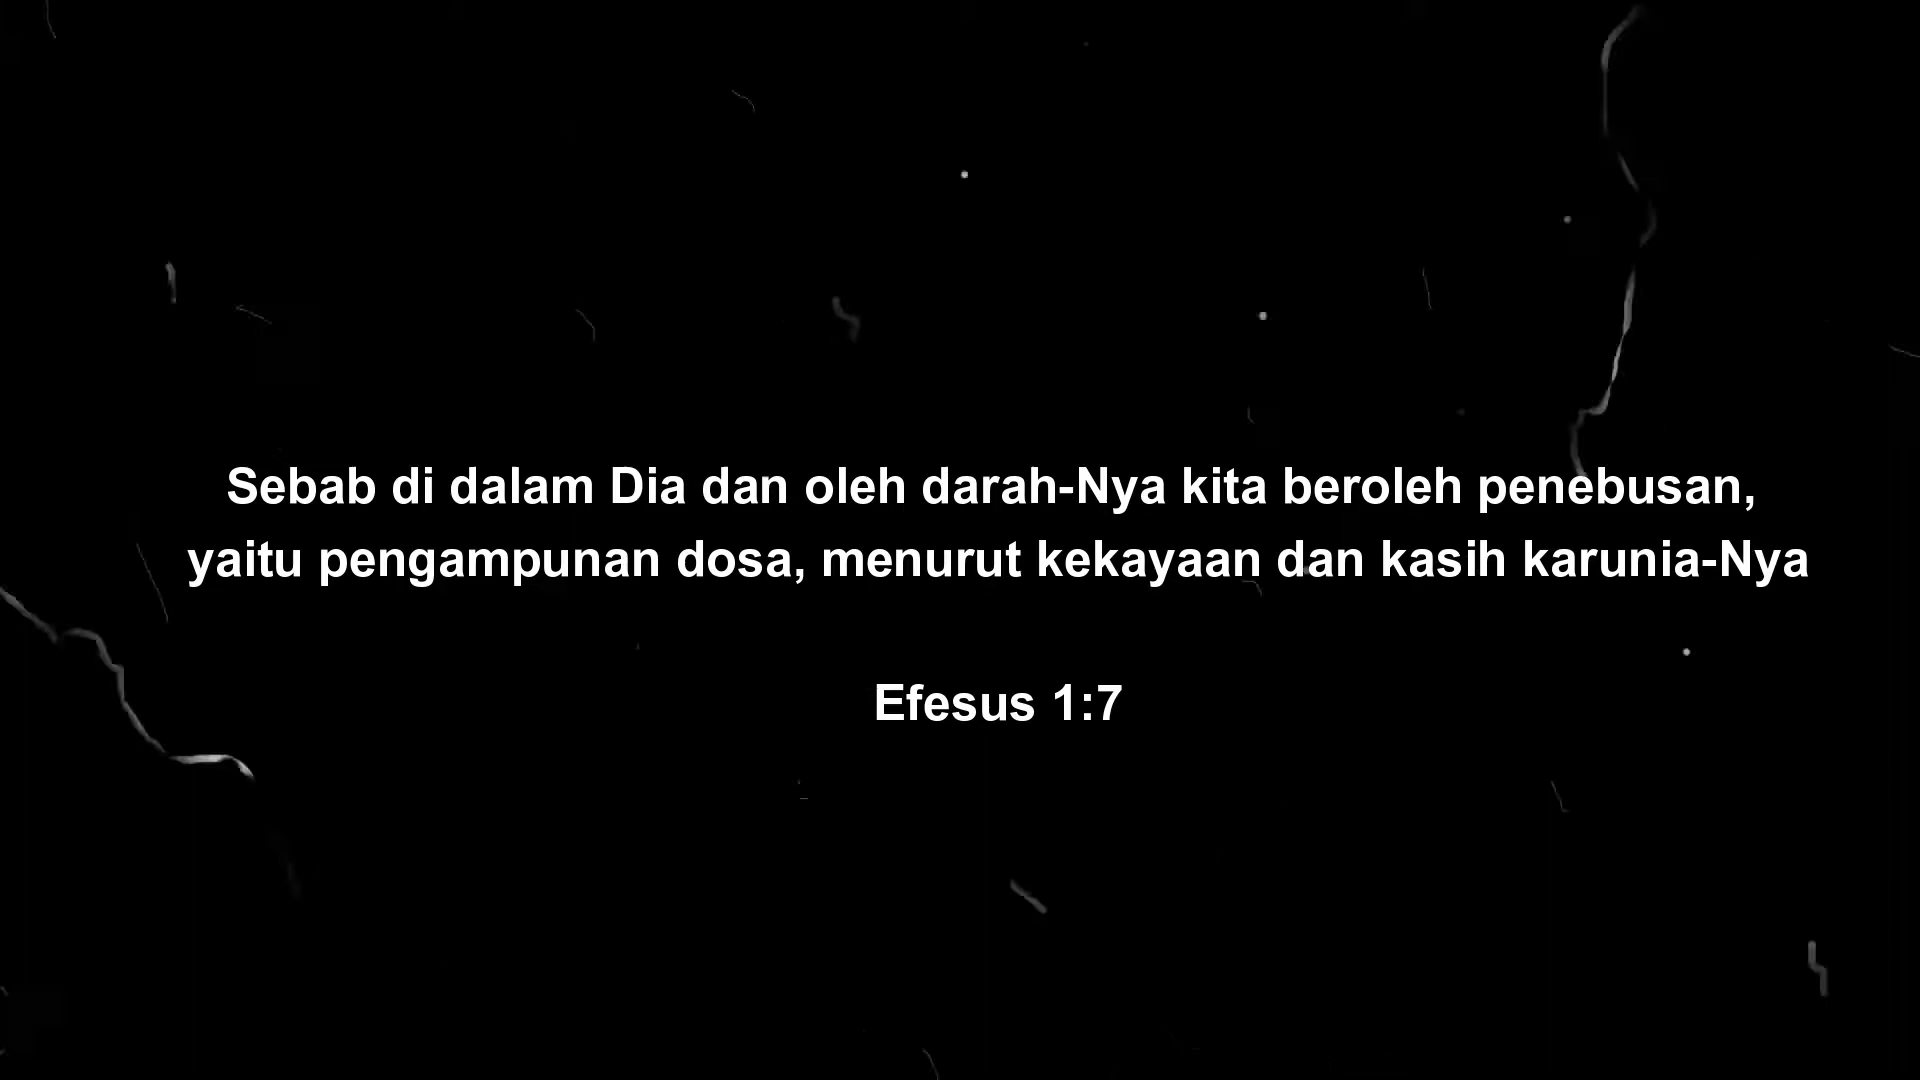 Sebab di dalam Dia dan oleh darah-Nya kita beroleh penebusan,
yaitu pengampunan dosa, menurut kekayaan dan kasih karunia-Nya
Efesus 1:7